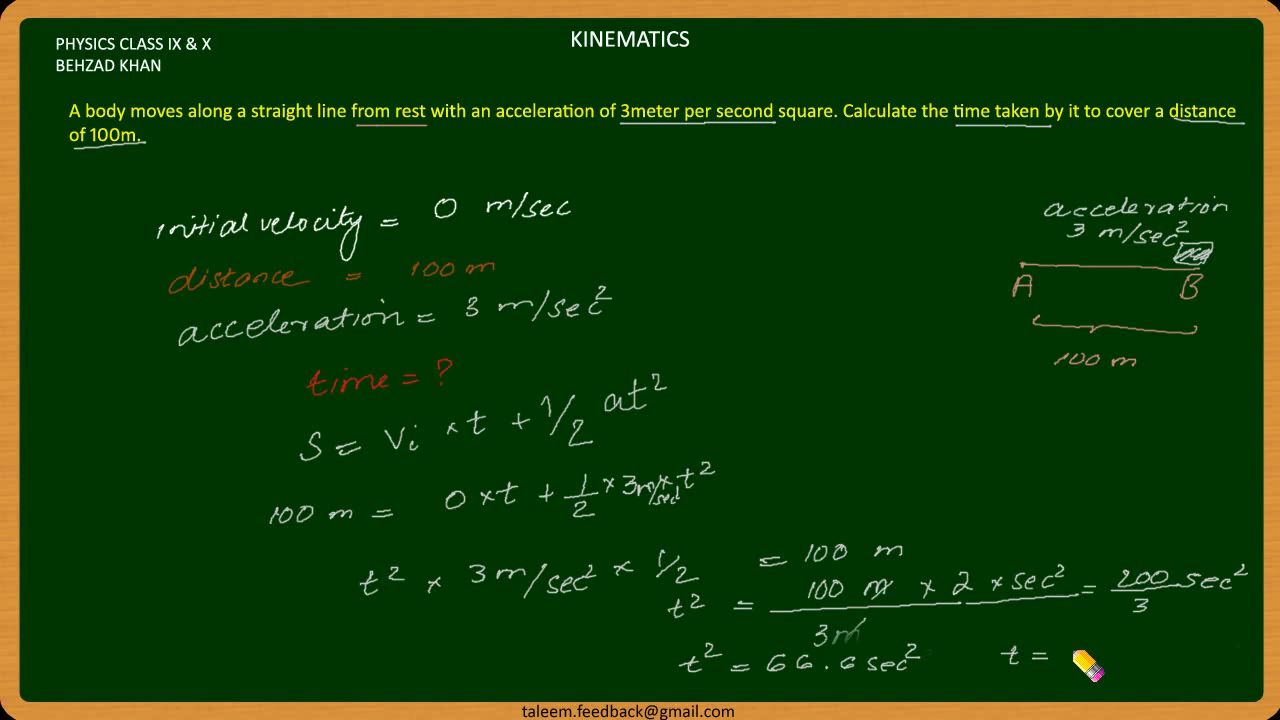 PHYSICS CLASS IX & X
BEHZAD KHAN
KINEMATICS
A body moves along a straight line from rest with an acceleration of 3meter per second square. Calculate the time taken by it to cover a distance
of 100m.
initial velocity = 0 m/sec
distance = 100 m
acceleration = 3 m/sec²
time = ?
S = Vi × t + 1/2 at²
100 m = 0 × t + 1/2 × 3m/sec² × t²
t² × 3 m/sec² × 1/2 = 100 m
t² = 100 m × 2 × sec² / 3m = 200 sec² / 3
t² = 66.6 sec²
t =
acceleration
3 m/sec²
A B
100 m
taleem.feedback@gmail.com